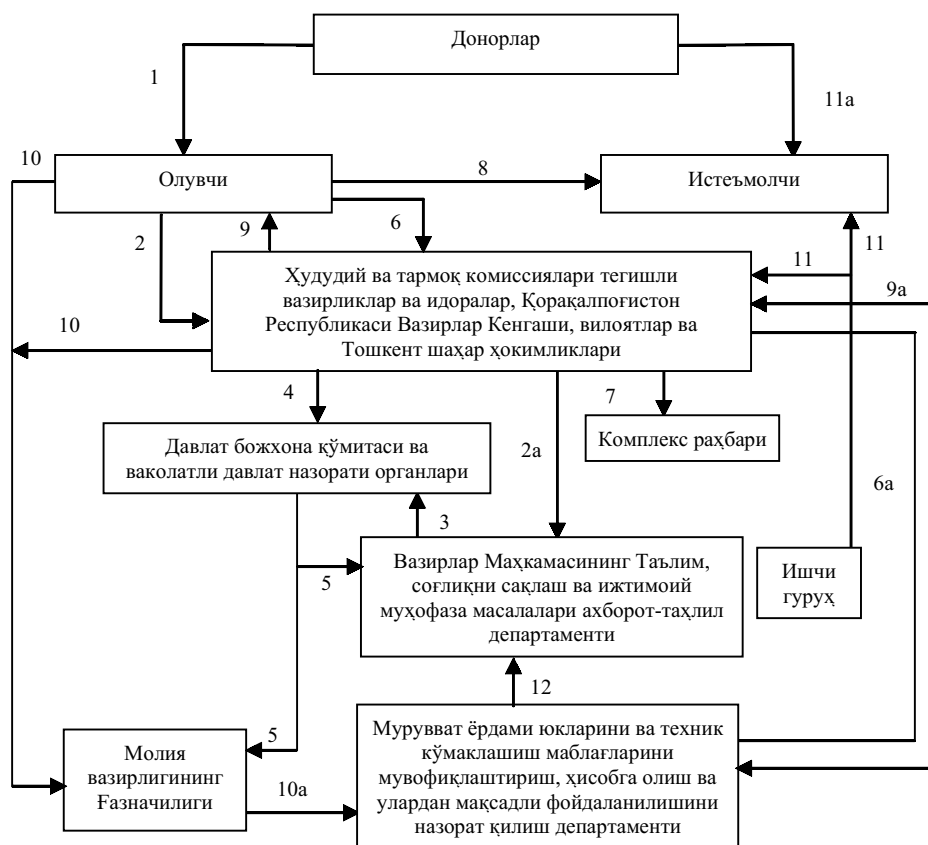 Донорлар
1
11а
10
Олувчи
8
Истеъмолчи
2
9
6
11
11
Ҳудудий ва тармоқ комиссиялари тегишли
вазирликлар ва идоралар, Қорақалпоғистон
Республикаси Вазирлар Кенгаши, вилоятлар ва
Тошкент шаҳар ҳокимликлари
9а
10
4
7
2а
Давлат божхона қўмитаси ва
ваколатли давлат назорати органлари
Комплекс раҳбари
6а
3
5
Вазирлар Маҳкамасининг Таълим,
соғлиқни сақлаш ва ижтимоий
муҳофаза масалалари ахборот-таҳлил
департаменти
Ишчи
гуруҳ
12
5
Молия
вазирлигининг
Ғазначилиги
10а
Мурувват ёрдами юкларини ва техник
кўмаклашиш маблағларини
мувофиқлаштириш, ҳисобга олиш ва
улардан мақсадли фойдаланилишини
назорат қилиш департаменти